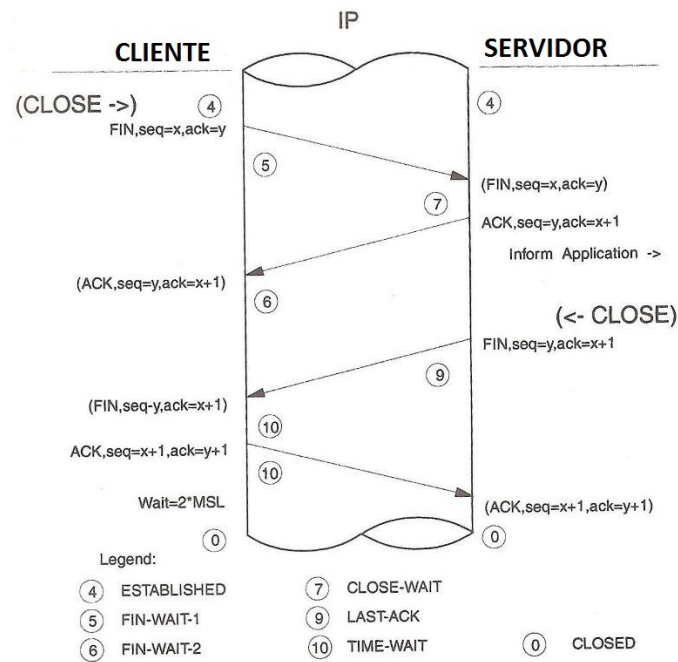 IP
CLIENTE
SERVIDOR
(CLOSE ->)
4
4
FIN,seq=x,ack=y
5
(FIN,seq=x,ack=y)
7
ACK,seq=y,ack=x+1
Inform Application ->
(ACK,seq=y,ack=x+1)
6
(<- CLOSE)
FIN,seq=y,ack=x+1
9
(FIN,seq-y,ack=x+1)
10
ACK,seq=x+1,ack=y+1
10
Wait=2*MSL
(ACK,seq=x+1,ack=y+1)
0
0
Legend:
4 ESTABLISHED
5 FIN-WAIT-1
6 FIN-WAIT-2
7 CLOSE-WAIT
9 LAST-ACK
10 TIME-WAIT
0 CLOSED